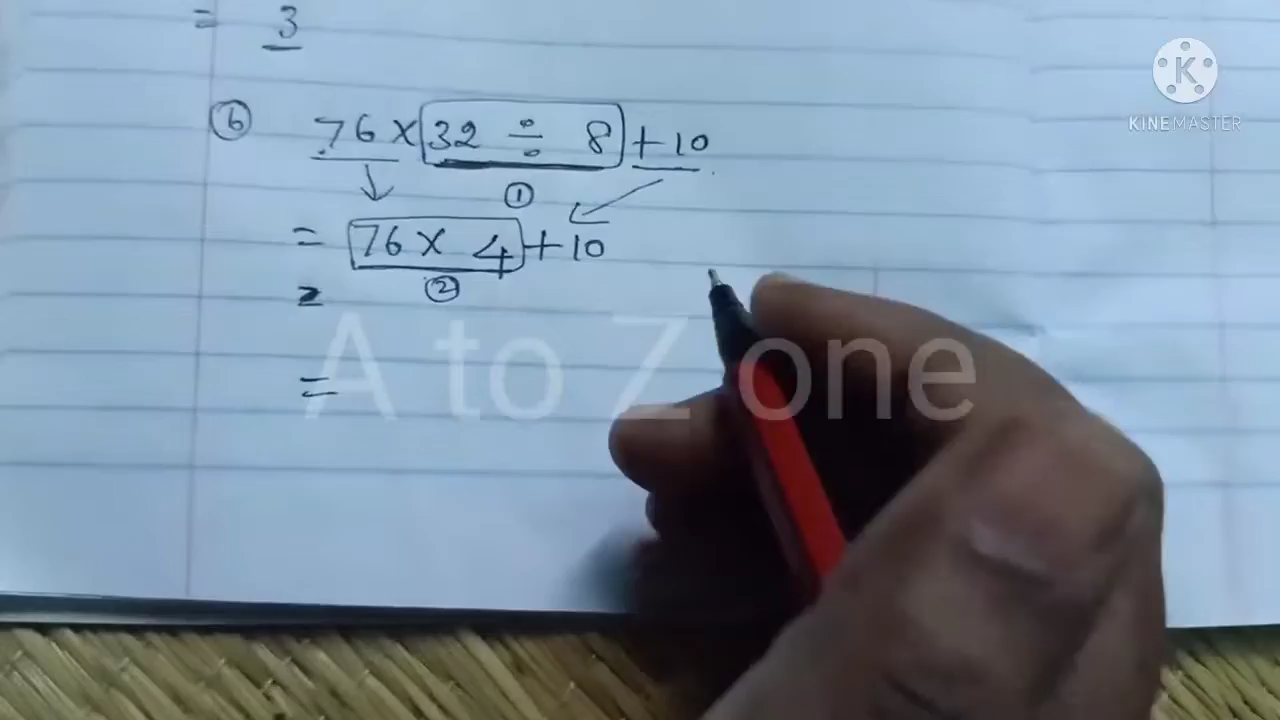 = 3
K
KINEMASTER
⑥ 76 × 32 ÷ 8 + 10
①
= 76 × 4 + 10
②
=
A to Z one
=